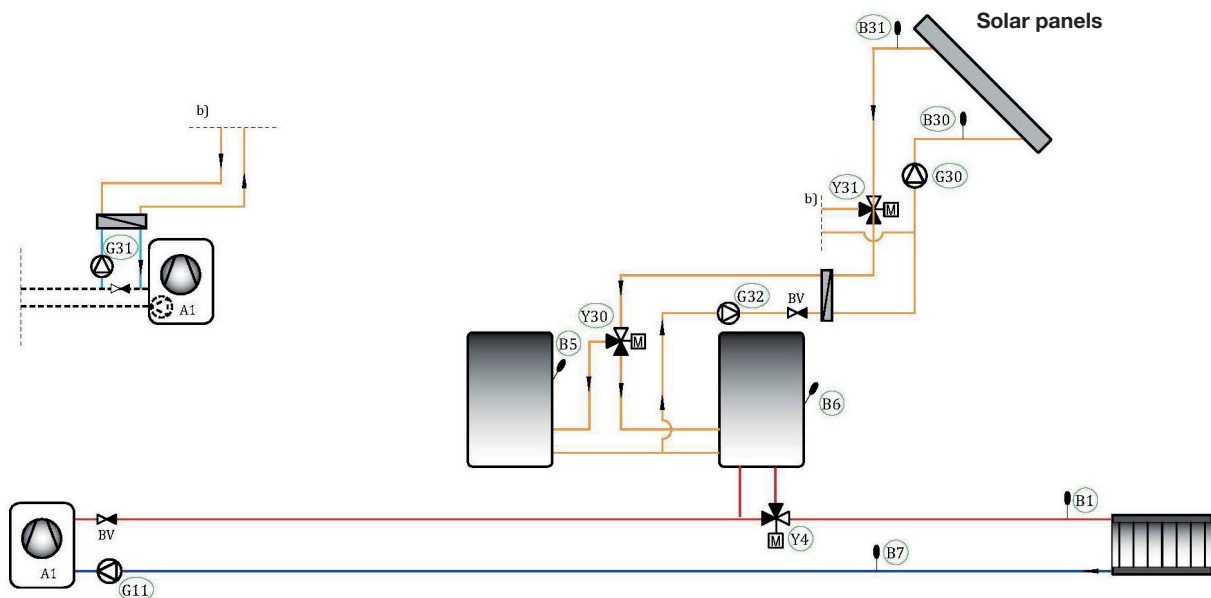 Solar panels
B31
b)
B30
G30
Y31
b)
G31
A1
G32
BV
Y30
M
M
B5
B6
B1
BV
M
Y4
B7
A1
G11